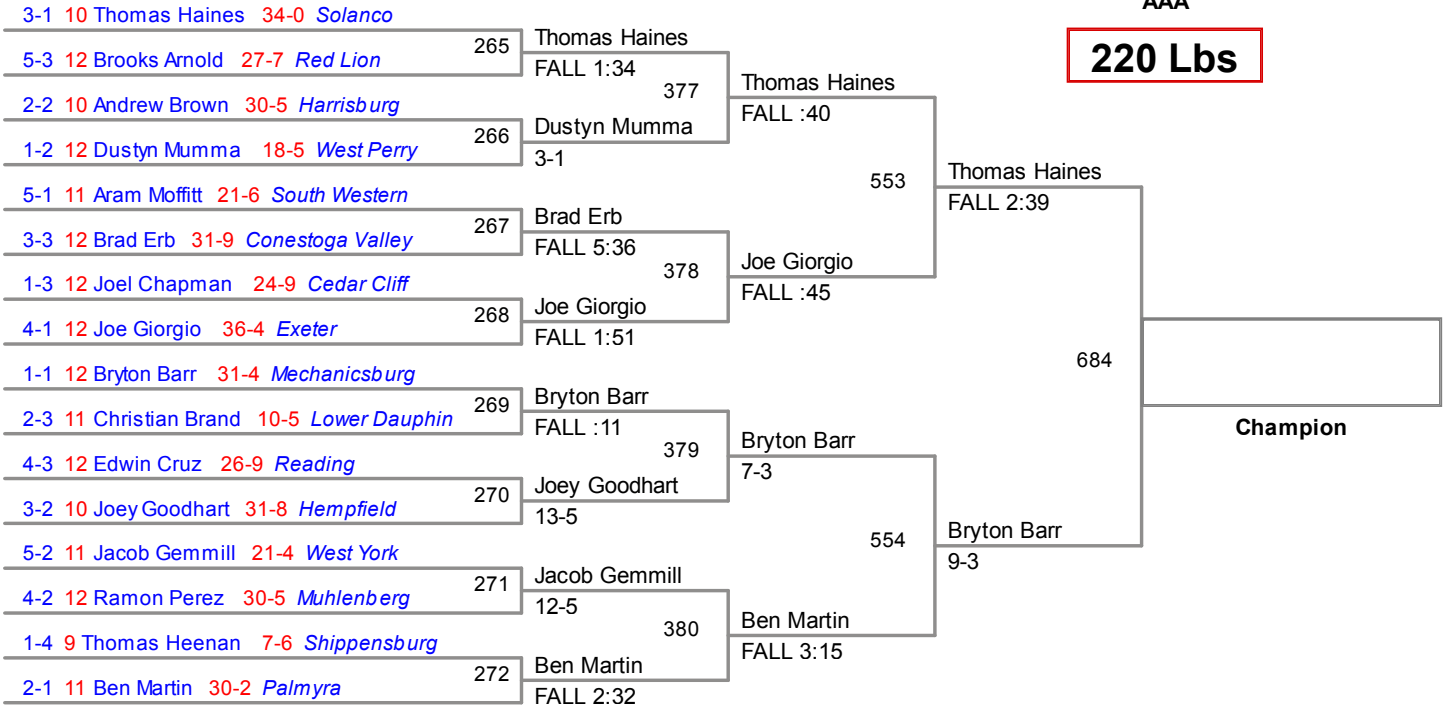 AAA
220 Lbs
3-1 10 Thomas Haines 34-0 Solanco
5-3 12 Brooks Arnold 27-7 Red Lion
2-2 10 Andrew Brown 30-5 Harrisburg
1-2 12 Dustyn Mumma 18-5 West Perry
5-1 11 Aram Moffitt 21-6 South Western
3-3 12 Brad Erb 31-9 Conestoga Valley
1-3 12 Joel Chapman 24-9 Cedar Cliff
4-1 12 Joe Giorgio 36-4 Exeter
1-1 12 Bryton Barr 31-4 Mechanicsburg
2-3 11 Christian Brand 10-5 Lower Dauphin
4-3 12 Edwin Cruz 26-9 Reading
3-2 10 Joey Goodhart 31-8 Hempfield
5-2 11 Jacob Gemmill 21-4 West York
4-2 12 Ramon Perez 30-5 Muhlenberg
1-4 9 Thomas Heenan 7-6 Shippensburg
2-1 11 Ben Martin 30-2 Palmyra
265
Thomas Haines
FALL 1:34
266
Dustyn Mumma
3-1
267
Brad Erb
FALL 5:36
268
Joe Giorgio
FALL 1:51
269
Bryton Barr
FALL :11
270
Joey Goodhart
13-5
271
Jacob Gemmill
12-5
272
Ben Martin
FALL 2:32
377
Thomas Haines
FALL :40
378
Joe Giorgio
FALL :45
379
Bryton Barr
7-3
380
Ben Martin
FALL 3:15
553
Thomas Haines
FALL 2:39
554
Bryton Barr
9-3
684
Champion